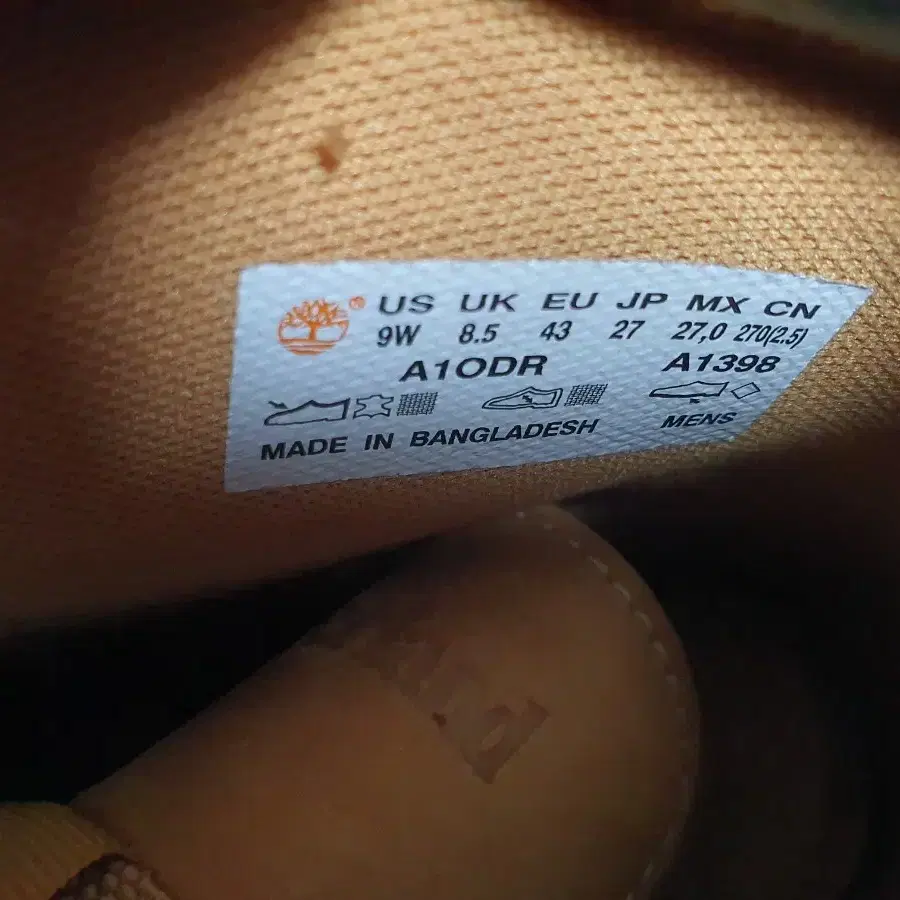 ® US UK EU JP MX CN
9W 8.5 43 27 27,0 270(2.5)
A1ODR A1398
MENS
MADE IN BANGLADESH